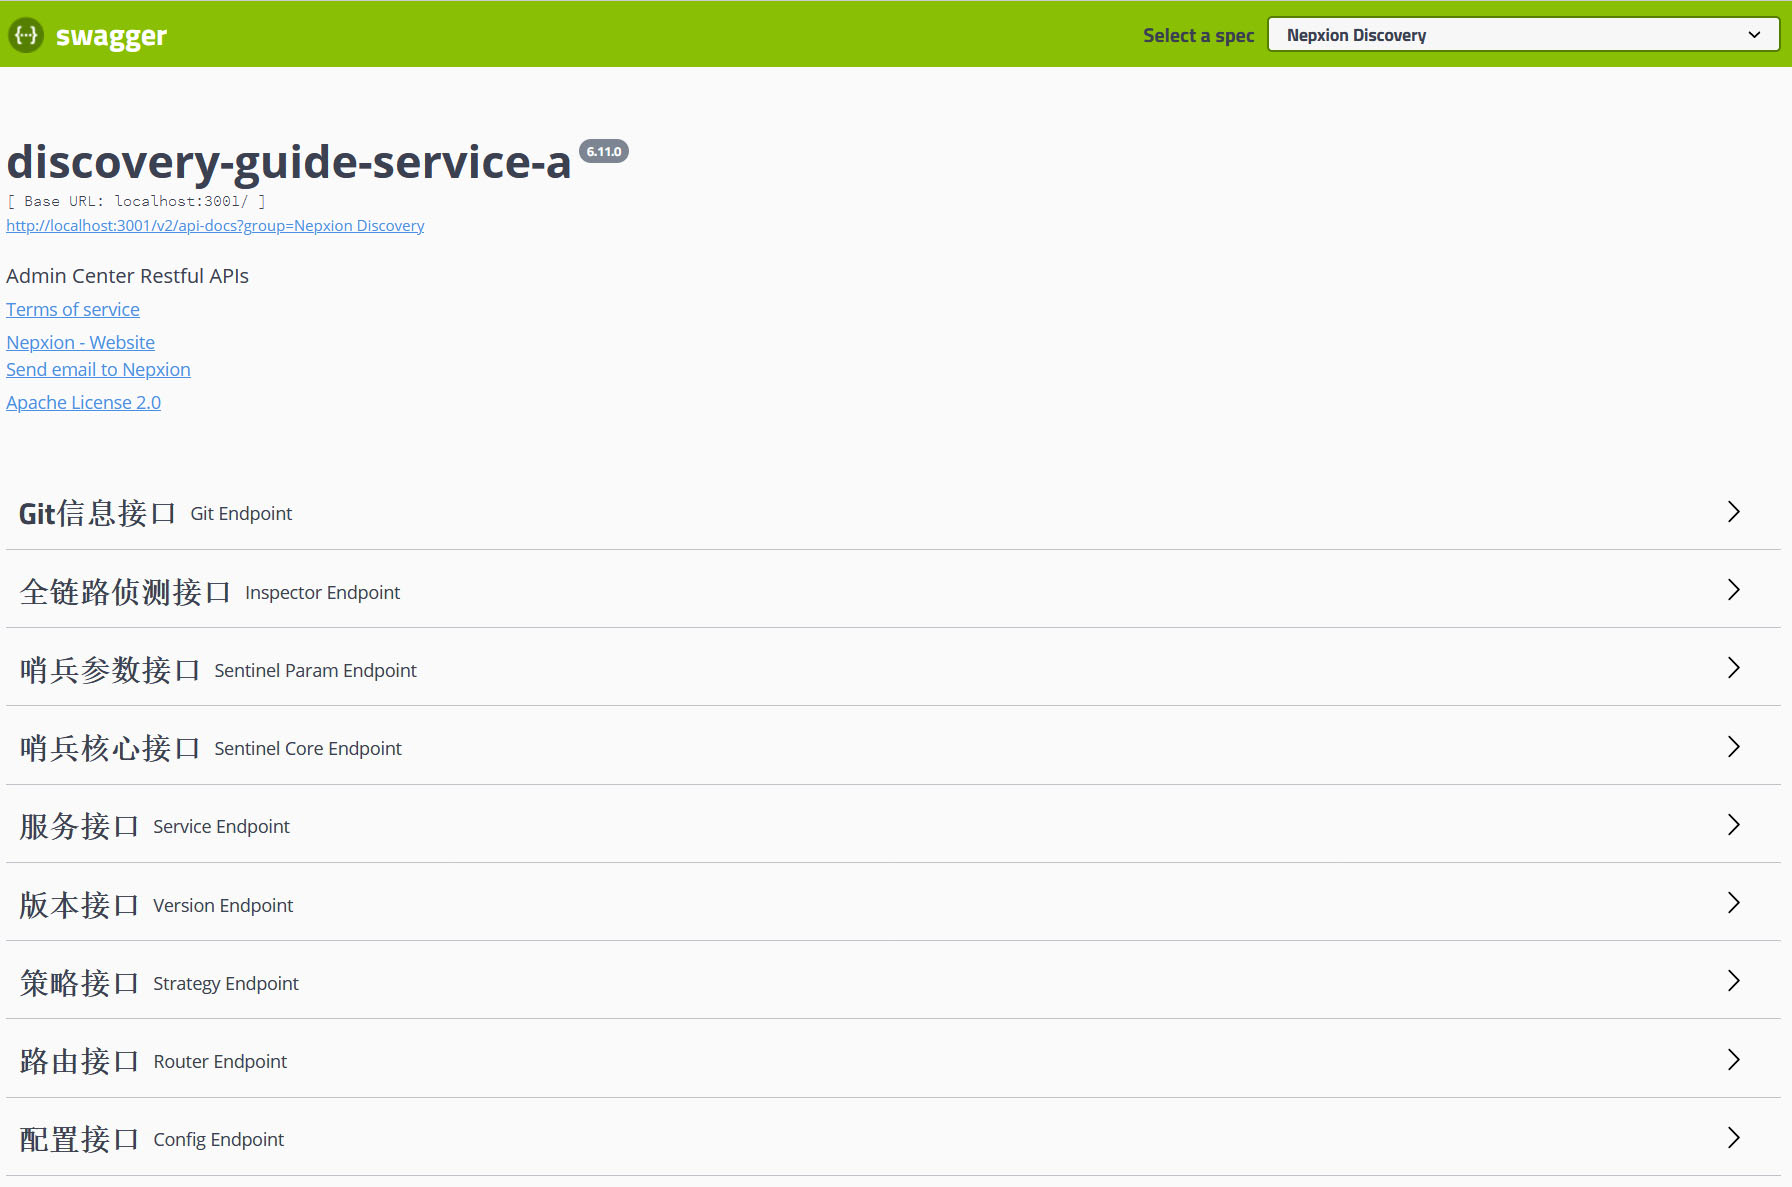 swagger
Select a spec Nepxion Discovery
discovery-guide-service-a 6.11.0
[ Base URL: localhost:3001/ ]
http://localhost:3001/v2/api-docs?group=Nepxion Discovery
Admin Center Restful APIs
Terms of service
Nepxion - Website
Send email to Nepxion
Apache License 2.0
Git信息接口 Git Endpoint
全链路侦测接口 Inspector Endpoint
哨兵参数接口 Sentinel Param Endpoint
哨兵核心接口 Sentinel Core Endpoint
服务接口 Service Endpoint
版本接口 Version Endpoint
策略接口 Strategy Endpoint
路由接口 Router Endpoint
配置接口 Config Endpoint